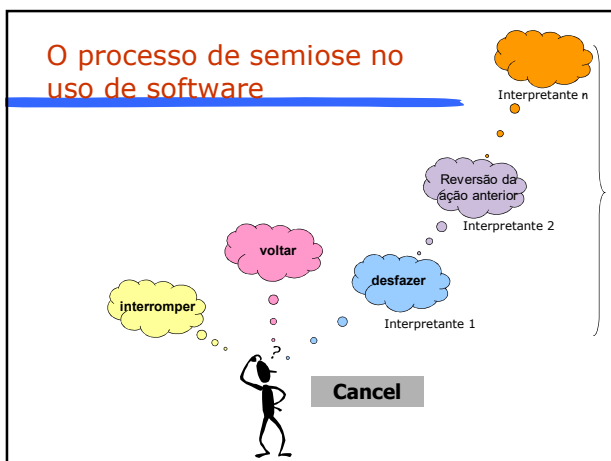 O processo de semiose no
uso de software
Interpretante n
Reversão da
ação anterior
Interpretante 2
voltar
desfazer
interromper
Interpretante 1
?
Cancel